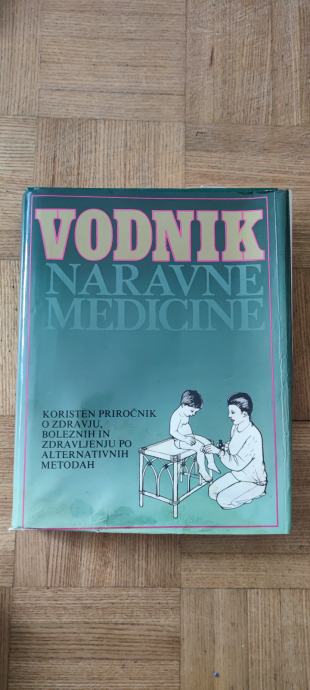 VODNIK
NARAVNE
MEDICINE
KORISTEN PRIROČNIK
O ZDRAVJU,
BOLEZNIH IN
ZDRAVLJENJU PO
ALTERNATIVNIH
METODAH